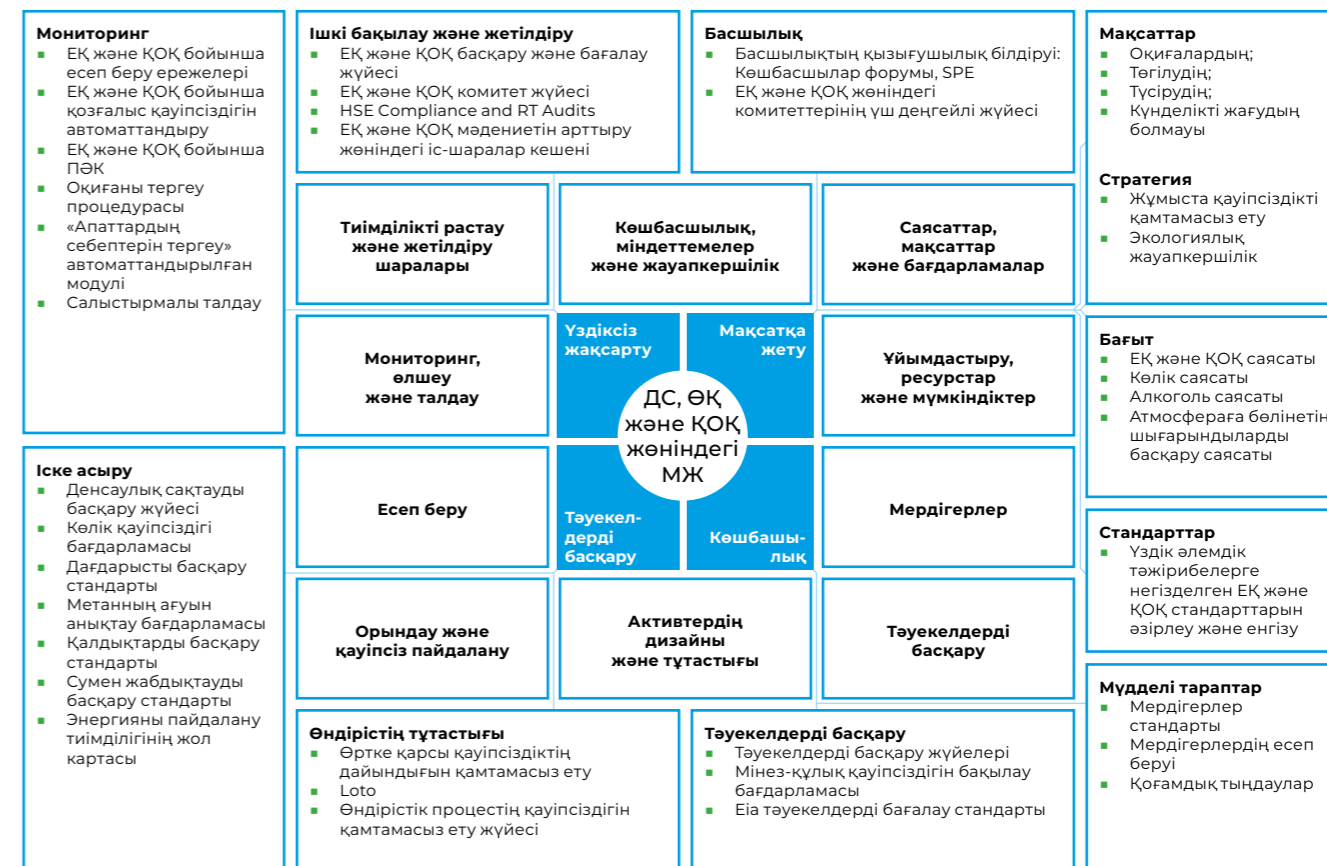 Мониторинг
ЕҚ және ҚОҚ бойынша
есеп беру ережелері
ЕҚ және ҚОҚ бойынша
қозғалыс қауіпсіздігін
автоматтандыру
ЕҚ және ҚОҚ бойынша
ПӘК
Оқиғаны тергеу
процедурасы
«Апаттардың
себептерін тергеу»
автоматтандырылған
модулі
Салыстырмалы талдау
Ішкі бақылау және жетілдіру
ЕҚ және ҚОҚ басқару және бағалау
жүйесі
ЕҚ және ҚОҚ комитет жүйесі
HSE Compliance and RT Audits
ЕҚ және ҚОҚ мәдениетін арттыру
жөніндегі іс-шаралар кешені
Басшылық
Басшылықтың қызығушылық білдіруі:
Көшбасшылар форумы, SPE
ЕҚ және ҚОҚ жөніндегі
комитеттерінің үш деңгейлі жүйесі
Мақсаттар
Оқиғалардың;
Төгілудің;
Түсірудің;
Күнделікті жағудың
болмауы
Стратегия
Жұмыста қауіпсіздікті
қамтамасыз ету
Экологиялық
жауапкершілік
Тиімділікті растау
және жетілдіру
шаралары
Көшбасшылық,
міндеттемелер
және жауапкершілік
Саясаттар,
мақсаттар
және бағдарламалар
Мониторинг,
өлшеу
және талдау
Үздіксіз
жақсарту
Мақсатқа
жету
Ұйымдастыру,
ресурстар
және мүмкіндіктер
ДС, ӨҚ
және ҚОҚ
жөніндегі
МЖ
Бағыт
ЕҚ және ҚОҚ саясаты
Көлік саясаты
Алкоголь саясаты
Атмосфераға бөлінетін
шығарындыларды
басқару саясаты
Іске асыру
Денсаулық сақтауды
басқару жүйесі
Көлік қауіпсіздігі
бағдарламасы
Дағдарысты басқару
стандарты
Метанның ағуын
анықтау бағдарламасы
Қалдықтарды басқару
стандарты
Сумен жабдықтауды
басқару стандарты
Энергияны пайдалану
тиімділігінің жол
картасы
Есеп беру
Тәуекел-
дерді
басқару
Көшбашы-
лық
Мердігерлер
Стандарттар
Үздік әлемдік
тәжірибелерге
негізделген ЕҚ және
ҚОҚ стандарттарын
әзірлеу және енгізу
Орындау және
қауіпсіз пайдалану
Активтердің
дизайны
және тұтастығы
Тәуекелдерді
басқару
Өндірістің тұтастығы
Өртке қарсы қауіпсіздіктің
дайындығын қамтамасыз ету
Loto
Өндірістік процестің қауіпсіздігін
қамтамасыз ету жүйесі
Тәуекелдерді басқару
Тәуекелдерді басқару жүйелері
Мінез-құлық қауіпсіздігін бақылау
бағдарламасы
Eia тәуекелдерді бағалау стандарты
Мүдделі тараптар
Мердігерлер
стандарты
Мердігерлердің есеп
беруі
Қоғамдық тыңдаулар